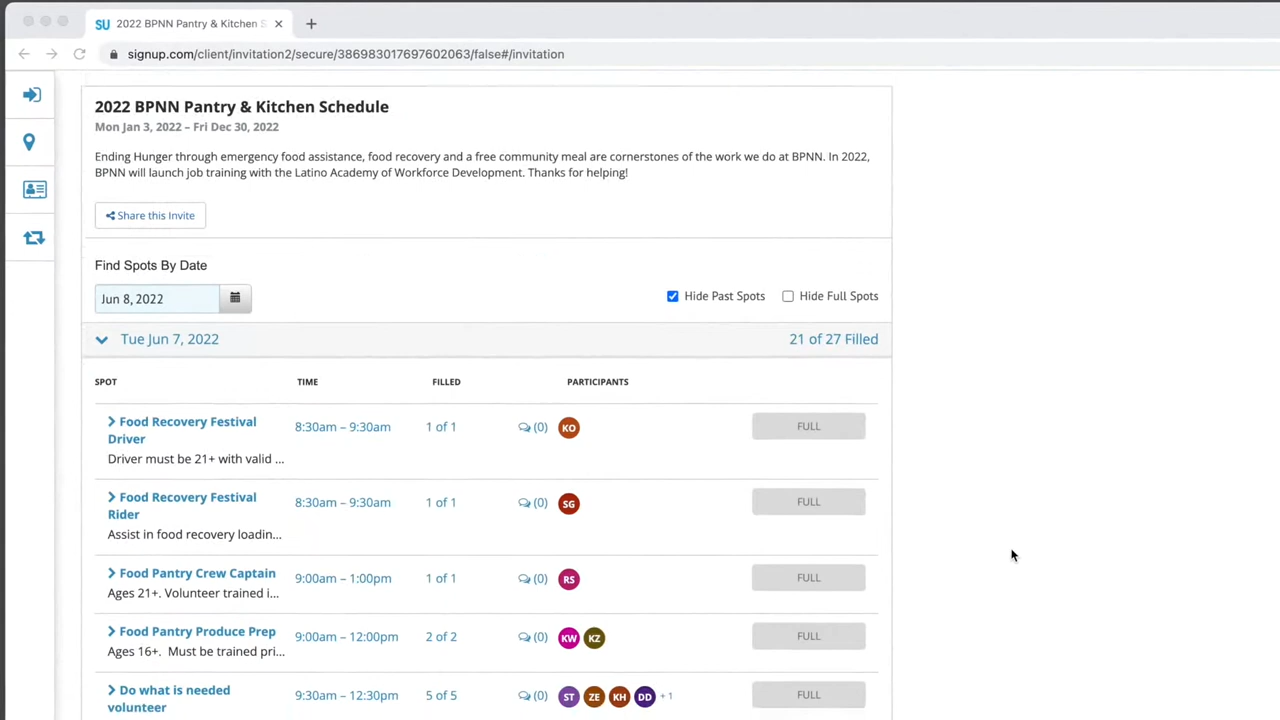 SU 2022 BPNN Pantry & Kitchen S
signup.com/client/invitation2/secure/386983017697602063/false#/invitation
2022 BPNN Pantry & Kitchen Schedule
Mon Jan 3, 2022 – Fri Dec 30, 2022
Ending Hunger through emergency food assistance, food recovery and a free community meal are cornerstones of the work we do at BPNN. In 2022,
BPNN will launch job training with the Latino Academy of Workforce Development. Thanks for helping!
Share this Invite
Find Spots By Date
Jun 8, 2022 Hide Past Spots Hide Full Spots
Tue Jun 7, 2022 21 of 27 Filled
SPOT TIME FILLED PARTICIPANTS
Food Recovery Festival 8:30am – 9:30am 1 of 1 (0) KO FULL
Driver
Driver must be 21+ with valid ...
Food Recovery Festival 8:30am – 9:30am 1 of 1 (0) SG FULL
Rider
Assist in food recovery loadin...
Food Pantry Crew Captain 9:00am – 1:00pm 1 of 1 (0) RS FULL
Ages 21+. Volunteer trained i...
Food Pantry Produce Prep 9:00am – 12:00pm 2 of 2 (0) KW KZ FULL
Ages 16+. Must be trained pri...
Do what is needed 9:30am – 12:30pm 5 of 5 (0) ST ZE KH DD + 1 FULL
volunteer